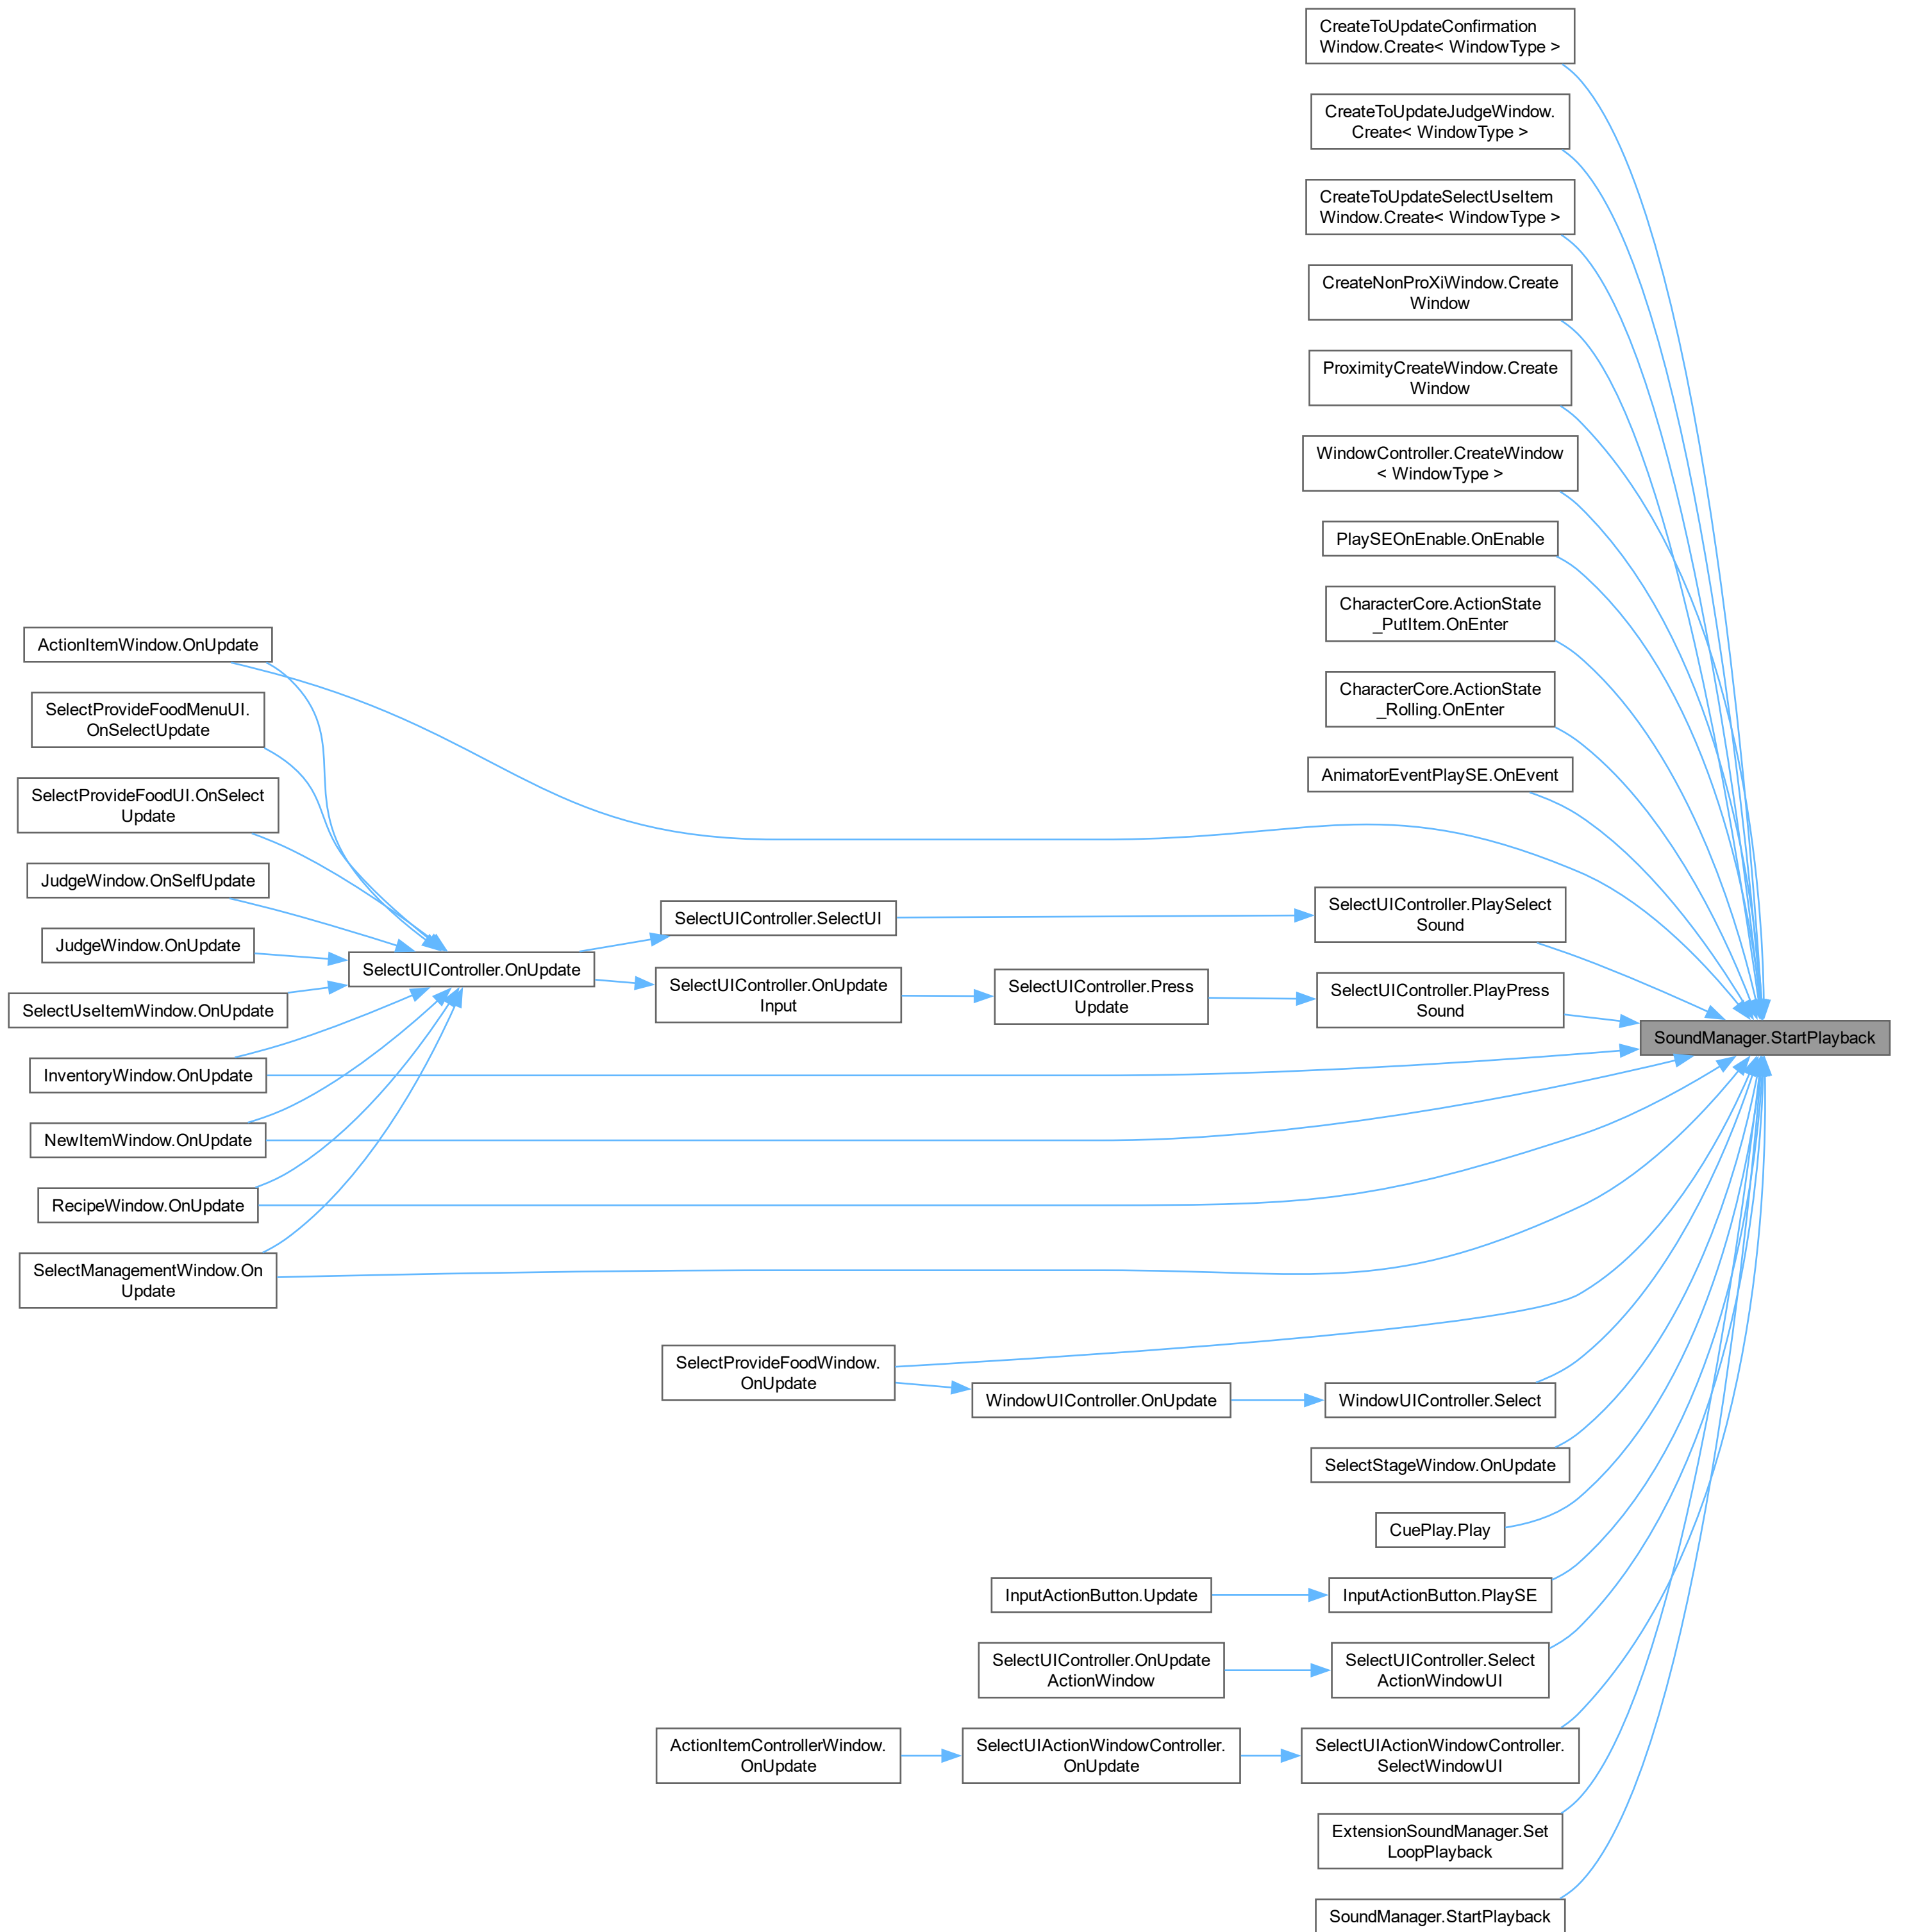 CreateToUpdateConfirmation
Window.Create< WindowType >
CreateToUpdateJudgeWindow.
Create< WindowType >
CreateToUpdateSelectUseItem
Window.Create< WindowType >
CreateNonProXiWindow.Create
Window
ProximityCreateWindow.Create
Window
WindowController.CreateWindow
< WindowType >
PlaySEOnEnable.OnEnable
CharacterCore.ActionState
_PutItem.OnEnter
CharacterCore.ActionState
_Rolling.OnEnter
AnimatorEventPlaySE.OnEvent
ActionItemWindow.OnUpdate
SelectProvideFoodMenuUI.
OnSelectUpdate
SelectProvideFoodUI.OnSelect
Update
JudgeWindow.OnSelfUpdate
JudgeWindow.OnUpdate
SelectUseItemWindow.OnUpdate
InventoryWindow.OnUpdate
NewItemWindow.OnUpdate
RecipeWindow.OnUpdate
SelectManagementWindow.On
Update
SelectUIController.OnUpdate
SelectUIController.SelectUI
SelectUIController.OnUpdate
Input
SelectUIController.Press
Update
SelectUIController.PlaySelect
Sound
SelectUIController.PlayPress
Sound
SoundManager.StartPlayback
SelectProvideFoodWindow.
OnUpdate
WindowUIController.OnUpdate
WindowUIController.Select
SelectStageWindow.OnUpdate
CuePlay.Play
InputActionButton.Update
InputActionButton.PlaySE
SelectUIController.OnUpdate
ActionWindow
SelectUIController.Select
ActionWindowUI
ActionItemControllerWindow.
OnUpdate
SelectUIActionWindowController.
OnUpdate
SelectUIActionWindowController.
SelectWindowUI
ExtensionSoundManager.Set
LoopPlayback
SoundManager.StartPlayback